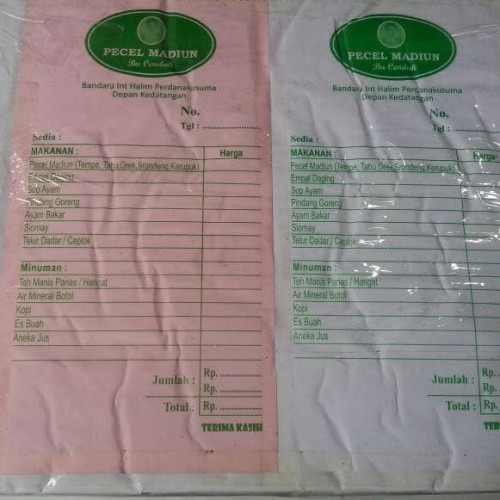 PECEL MADIUN
Bandara Int Halim Perdanakusuma
Depan Kedatangan
No.
Tgl : ....................
Sedia :
MAKANAN : Harga
Pecel Madiun (Tempe, Tahu, Orek, Srondeng Kerupuk)
Empal Daging
Sop Ayam
Pindang Goreng
Ayam Bakar
Siomay
Telur Dadar / Ceplok
Minuman :
Teh Manis Panas / Hangat
Air Mineral Botol
Kopi
Es Buah
Aneka Jus
Jumlah : Rp. ..............
Rp. ..............
Total : Rp. ..............
TERIMA KASIH
PECEL MADIUN
Bandara Int Halim Perdanakusuma
Depan Kedatangan
No.
Tgl : ..............
Sedia :
MAKANAN : Harga
Pecel Madiun (Tempe, Tahu, Orek, Srondeng Kerupuk)
Empal Daging
Sop Ayam
Pindang Goreng
Ayam Bakar
Siomay
Telur Dadar / Ceplok
Minuman :
Teh Manis Panas / Hangat
Air Mineral Botol
Kopi
Es Buah
Aneka Jus
Jumlah : Rp. ........
Rp. ........
Total : Rp. ........
TERIMA